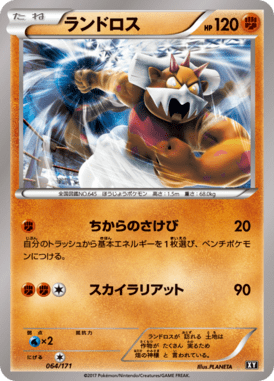 たね ランドロス HP 120
全国図鑑NO.645 ほうじょうポケモン 高さ：1.5m 重さ：68.0kg
ちからのさけび 20
自分のトラッシュから基本エネルギーを1枚選び、ベンチポケモ
ンにつける。
スカイラリアット 90
×2
にげる
ランドロスの 訪れる 土地は
作物が たくさん 実るため
畑の神様と 言われている。
064/171
©2017 Pokémon/Nintendo/Creatures/GAME FREAK.
Illus. PLANETA
XY